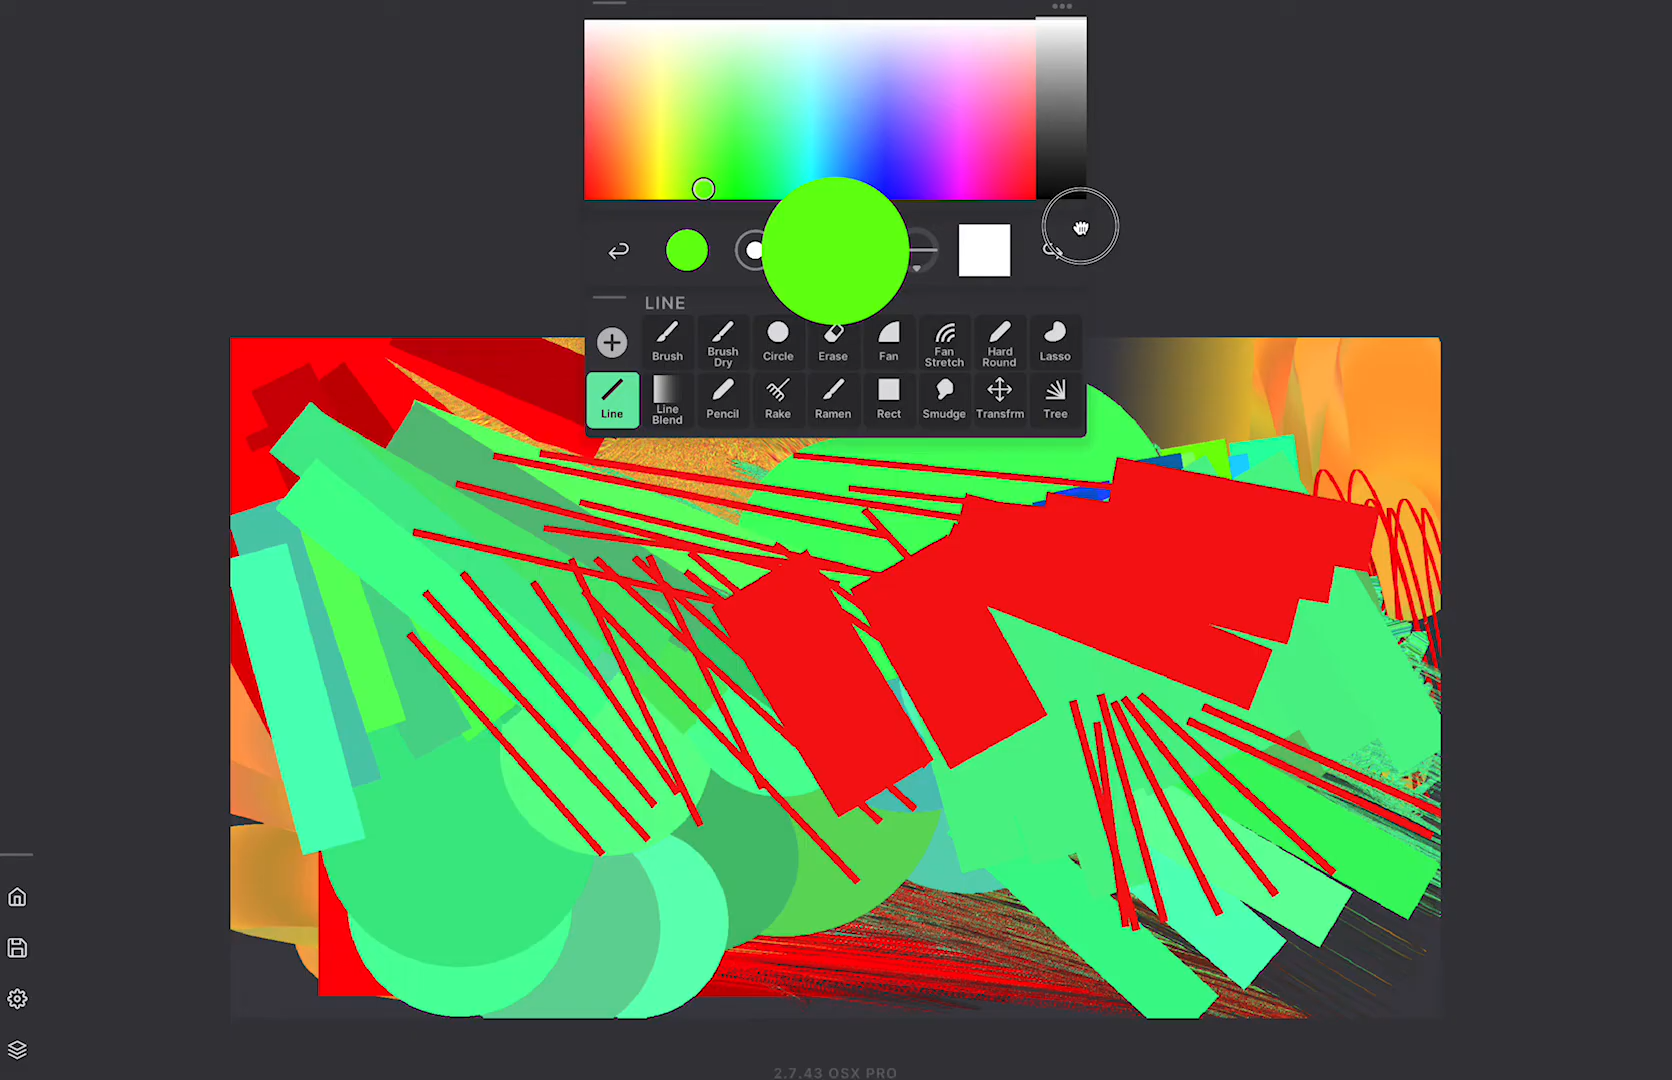 LINE
Brush
Brush Dry
Circle
Erase
Fan
Fan Stretch
Hard Round
Lasso
Line
Line Blend
Pencil
Rake
Ramen
Rect
Smudge
Transfrm
Tree
2.7.43 OSX PRO